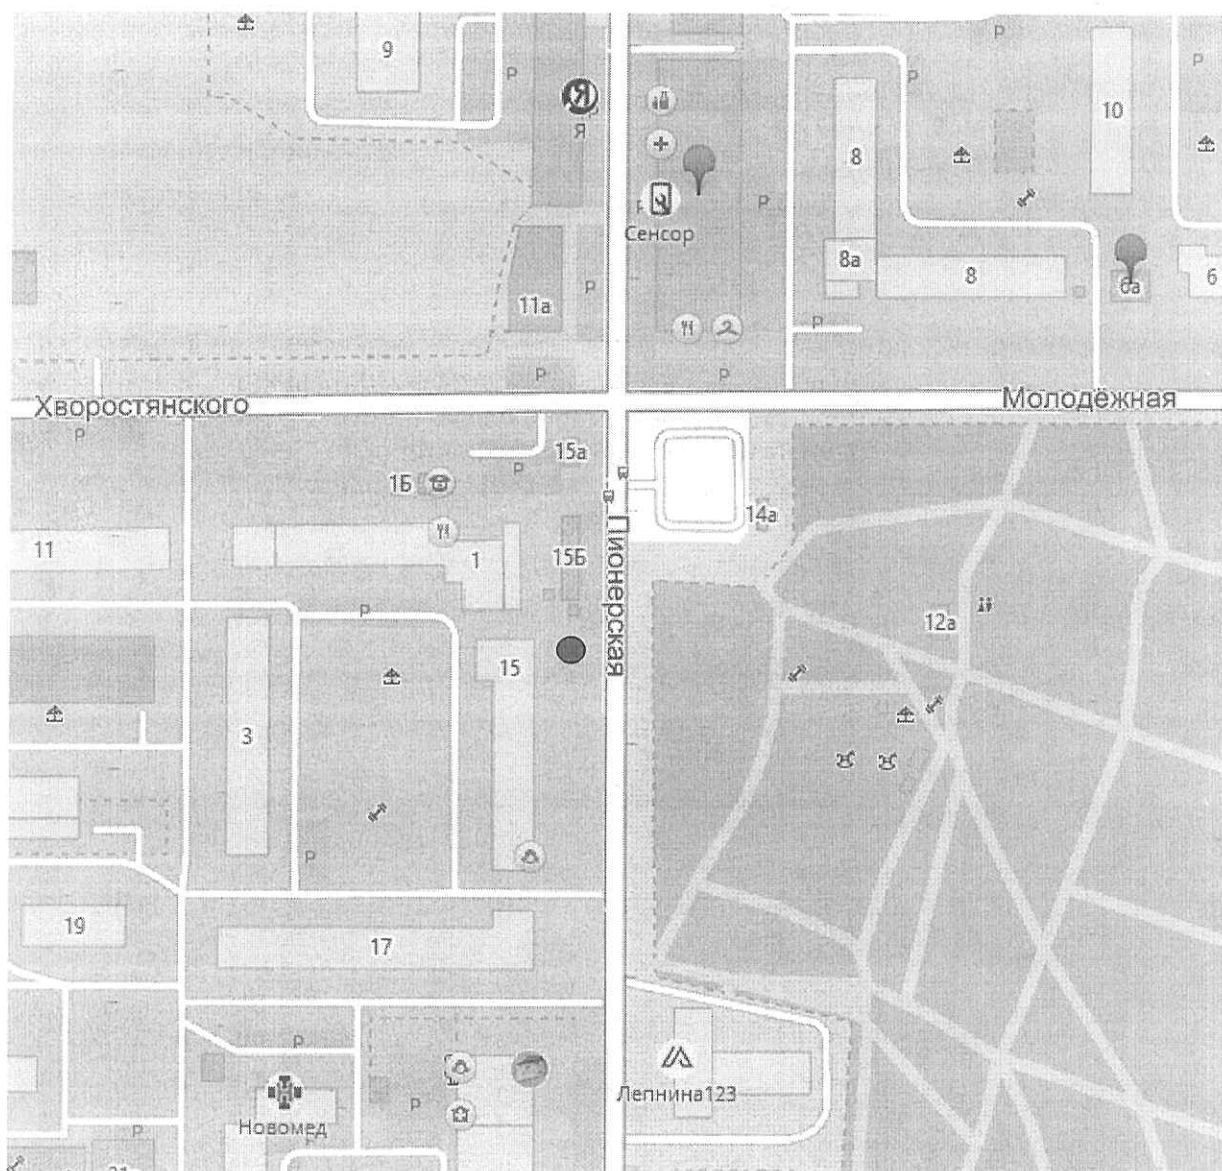 9
P
P
P
P
10
Я
8
P
Сенсор
8а
8
6а
6
11а
P
P
P
P
Хворостянского
Молодёжная
P
15а
P
1Б
14а
11
1
15Б
Пионерская
P
12а
15
3
P
19
17
P
Лепнина123
P
Новомед
P
P